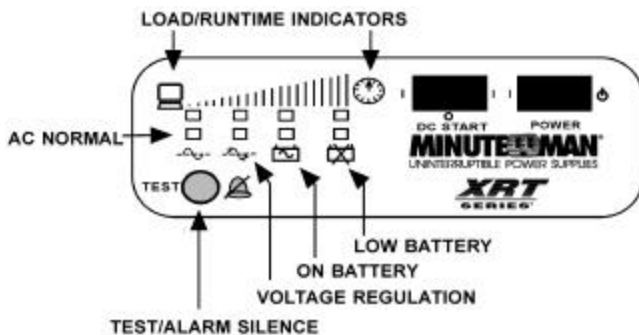 LOAD/RUNTIME INDICATORS
AC NORMAL
DC START
POWER
MINUTEMAN
UNINTERRUPTIBLE POWER SUPPLIES
XRT
SERIES
TEST
LOW BATTERY
ON BATTERY
VOLTAGE REGULATION
TEST/ALARM SILENCE